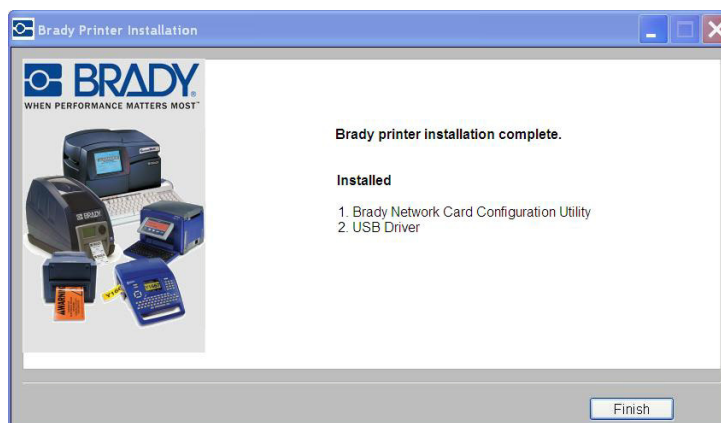 Brady Printer Installation
BRADY.
WHEN PERFORMANCE MATTERS MOST™
Brady printer installation complete.
Installed
1. Brady Network Card Configuration Utility
2. USB Driver
WARNING
Finish